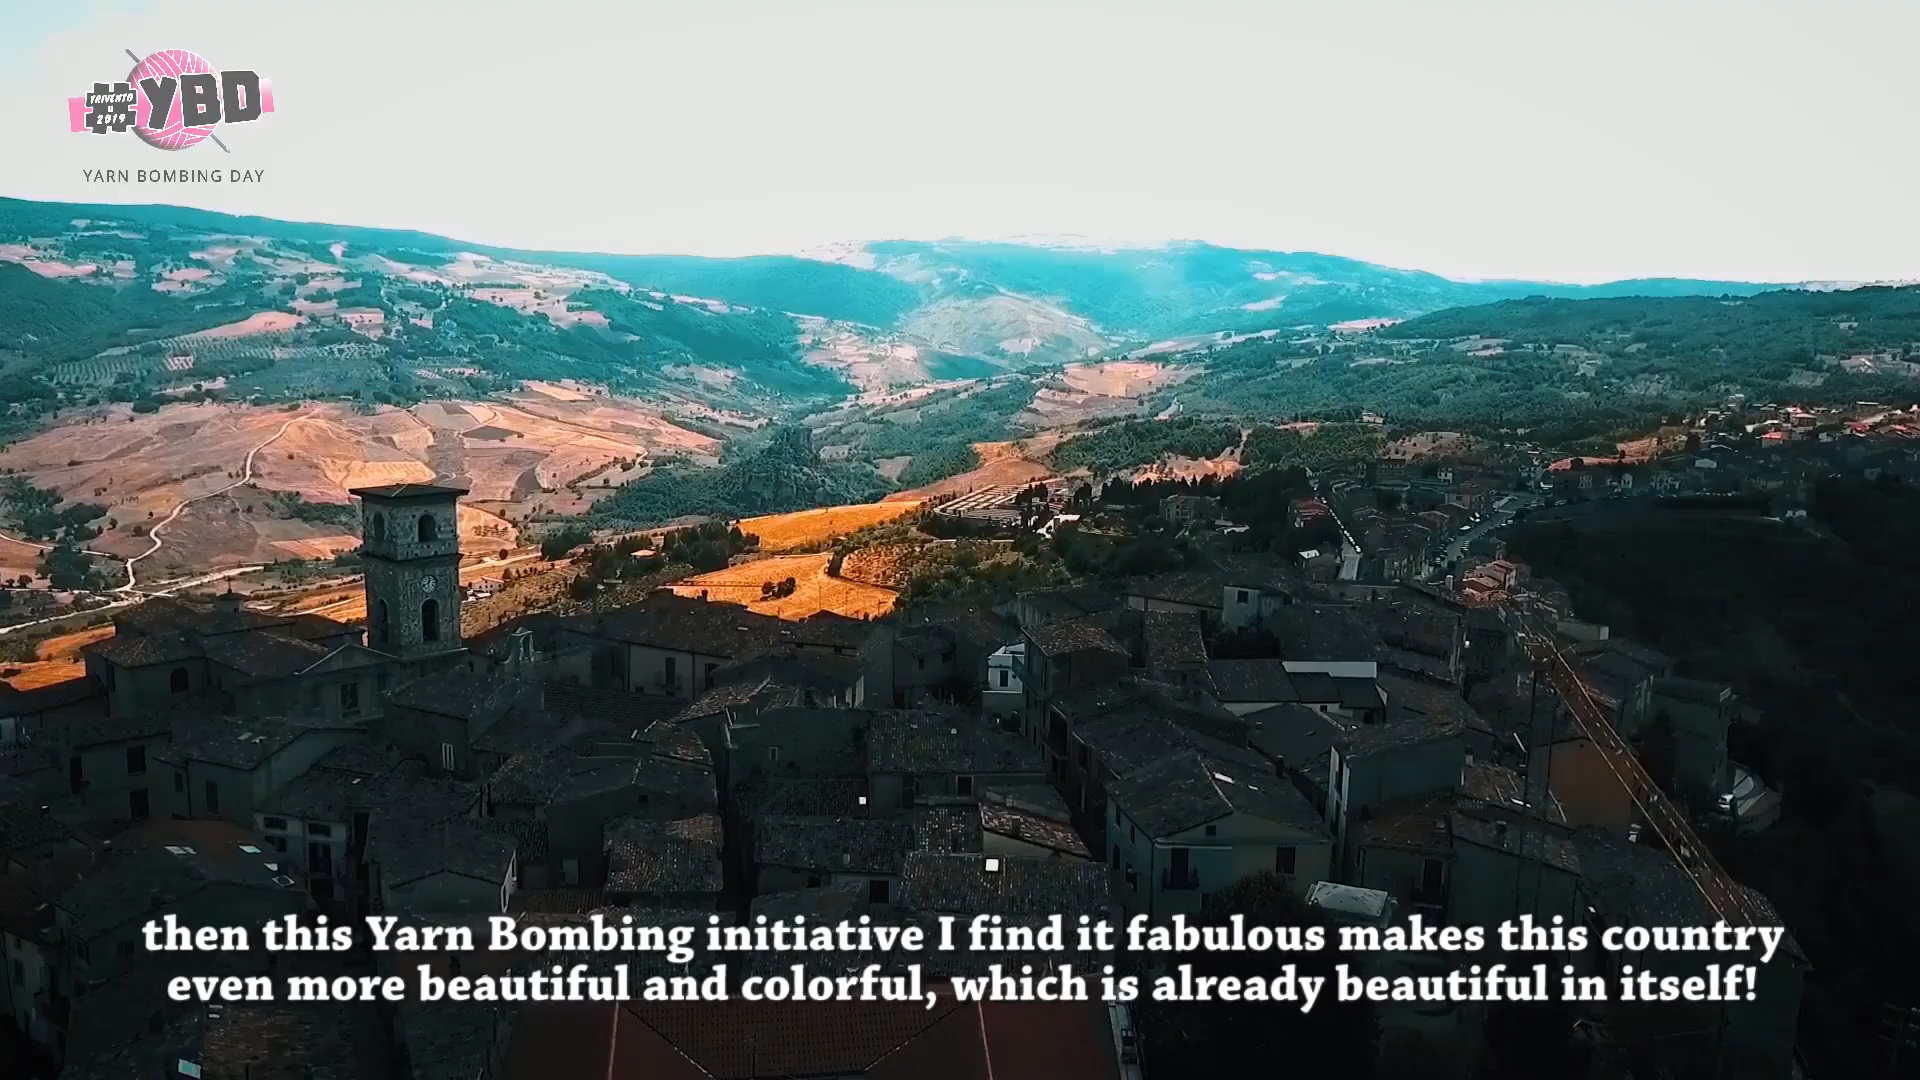 TRIVENTO
2019
#YBD
YARN BOMBING DAY
then this Yarn Bombing initiative I find it fabulous makes this country
even more beautiful and colorful, which is already beautiful in itself!